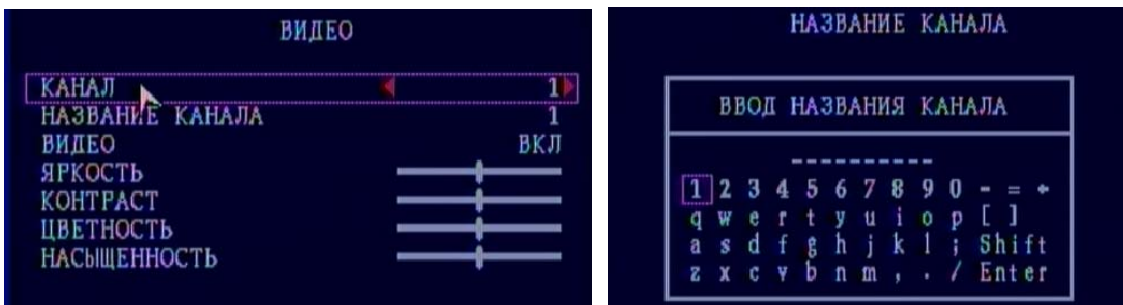 ВИДЕО
КАНАЛ 1
НАЗВАНИЕ КАНАЛА 1
ВИДЕО ВКЛ
ЯРКОСТЬ
КОНТРАСТ
ЦВЕТНОСТЬ
НАСЫЩЕННОСТЬ
НАЗВАНИЕ КАНАЛА
ВВОД НАЗВАНИЯ КАНАЛА
----------
1 2 3 4 5 6 7 8 9 0 - = ←
q w e r t y u i o p [ ]
a s d f g h j k l ; Shift
z x c v b n m , . / Enter